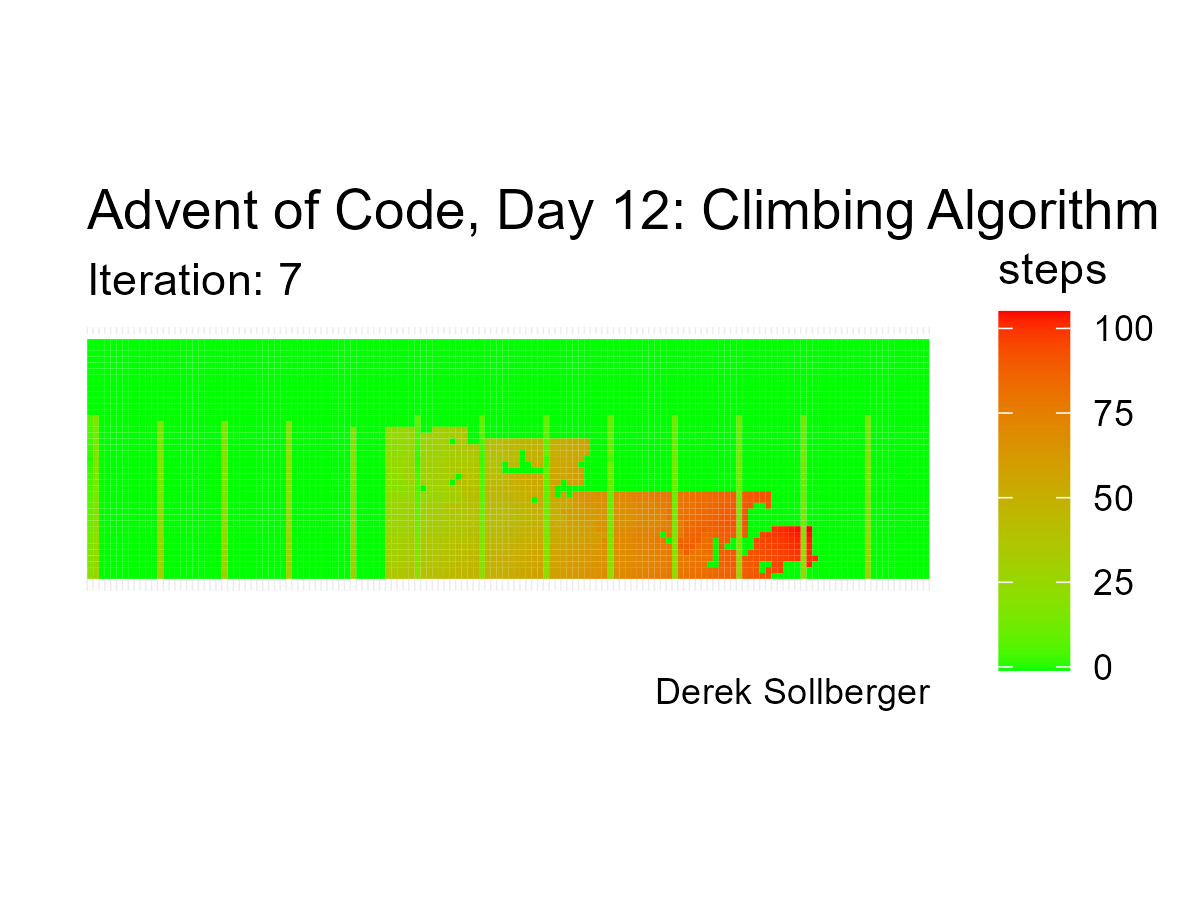 Advent of Code, Day 12: Climbing Algorithm
Iteration: 7
steps
100
75
50
25
0
Derek Sollberger